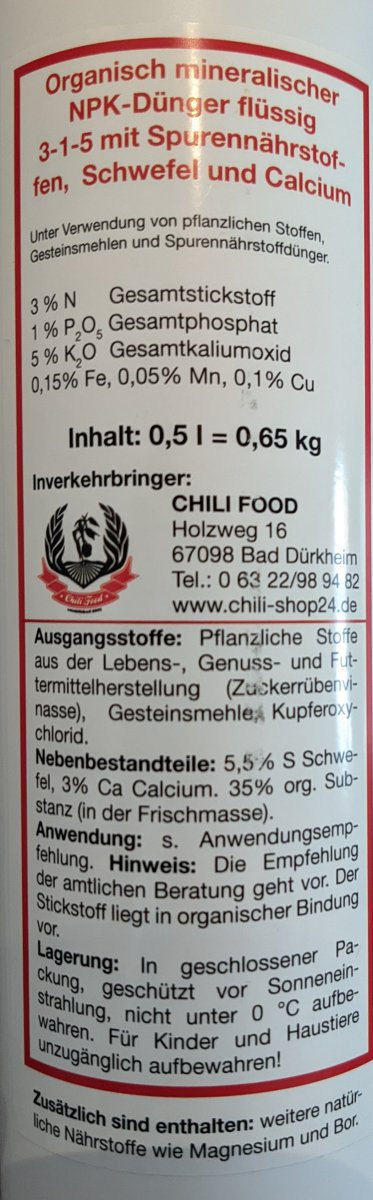 Organisch mineralischer
NPK-Dünger flüssig
3-1-5 mit Spurennährstof-
fen, Schwefel und Calcium
Unter Verwendung von pflanzlichen Stoffen,
Gesteinsmehlen und Spurennährstoffdünger.
3 % N Gesamtstickstoff
1 % P₂O₅ Gesamtphosphat
5 % K₂O Gesamtkaliumoxid
0,15% Fe, 0,05% Mn, 0,1% Cu
Inhalt: 0,5 l = 0,65 kg
Inverkehrbringer:
CHILI FOOD
Holzweg 16
67098 Bad Dürkheim
Tel.: 0 63 22/98 94 82
www.chili-shop24.de
Chili Food
Ausgangsstoffe: Pflanzliche Stoffe
aus der Lebens-, Genuss- und Fut-
termittelherstellung (Zuckerrübenvi-
nasse), Gesteinsmehle, Kupferoxy-
chlorid.
Nebenbestandteile: 5,5% S Schwe-
fel, 3% Ca Calcium. 35% org. Sub-
stanz (in der Frischmasse).
Anwendung: s. Anwendungsemp-
fehlung. Hinweis: Die Empfehlung
der amtlichen Beratung geht vor. Der
Stickstoff liegt in organischer Bindung
vor.
Lagerung: In geschlossener Pa-
ckung, geschützt vor Sonnenein-
strahlung, nicht unter 0 °C aufbe-
wahren. Für Kinder und Haustiere
unzugänglich aufbewahren!
Zusätzlich sind enthalten: weitere natür-
liche Nährstoffe wie Magnesium und Bor.